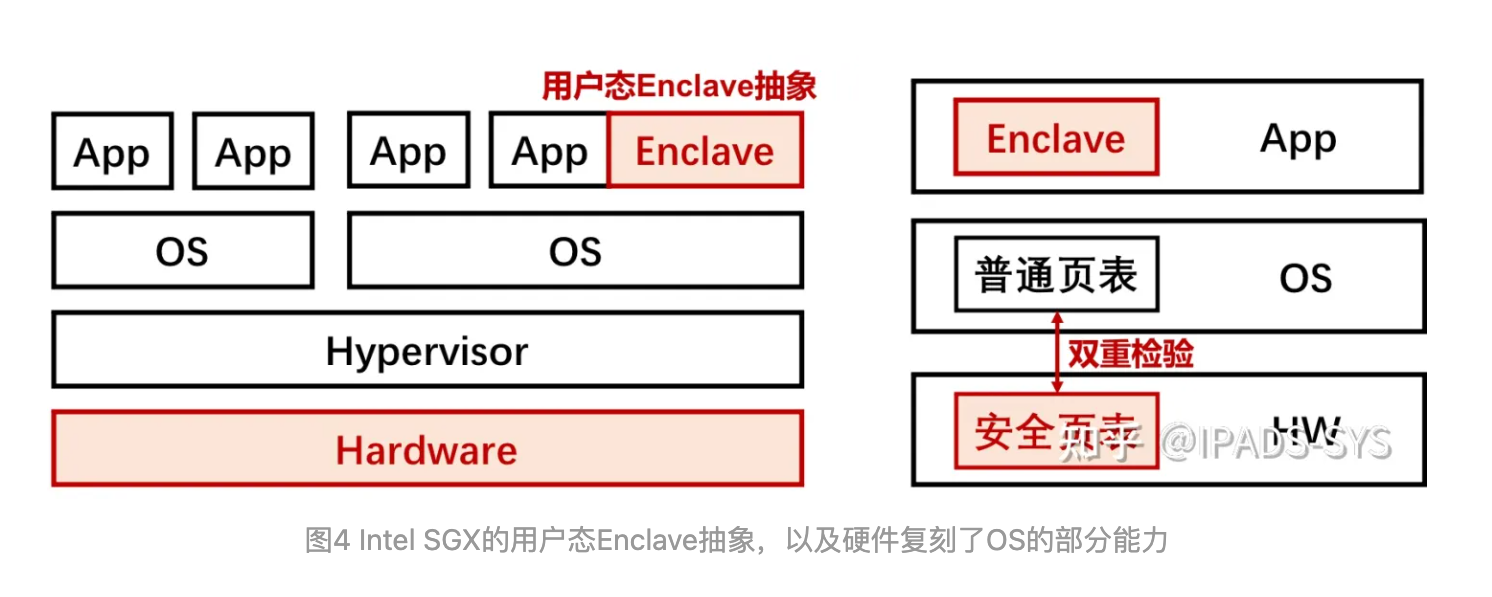 用户态Enclave抽象
App App App App Enclave
OS OS
Hypervisor
Hardware
Enclave App
普通页表 OS
双重检验
安全页表 HW
知乎 @IPADS-SYS
图4 Intel SGX的用户态Enclave抽象，以及硬件复刻了OS的部分能力